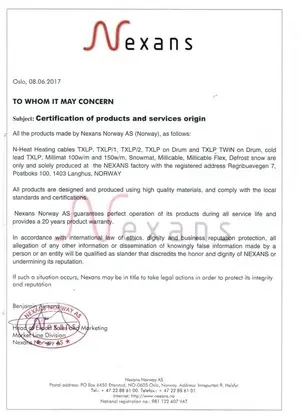 Nexans
Oslo, 08.06.2017
TO WHOM IT MAY CONCERN
Subject: Certification of products and services origin
All the products made by Nexans Norway AS (Norway), as follows:
N-Heat Heating cables TXLP, TXLP/1, TXLP/2, TXLP on Drum and TXLP TWIN on Drum, cold
lead TXLP, Millimat 100w/m and 150w/m, Snowmat, Millicable, Millicable Flex, Defrost snow are
only and solely produced at the NEXANS factory with the registered address Regnbuevegen 7,
Postboks 100, 1403 Langhus, NORWAY
All products are designed and produced using high quality materials, and comply with the local
standards and certifications.
Nexans Norway AS guarantees perfect operation of its products during all service life and
provides a 20 years product warranty.
Nexans
In accordance with international law of ethics, dignity and business reputation protection, all
allegation of any other information or dissemination of knowingly false information made by a
person or an entity will be qualified as slander that discredits the honor and dignity of NEXANS or
undermining its reputation.
If such a situation occurs, Nexans may be in title to take legal actions in order to protect its integrity
and reputation
Benjamin
NEXANS NORWAY AS
Head of Export Sales and Marketing
Market Line Division
Nexans Norway AS
Nexans Norway AS
Postal address: PO Box 6450 Etterstad, NO-0605 Oslo, Norway. Address: Innspurten 9, Helsfyr
Tel.: + 47 22 88 61 00. Telefax: + 47 22 88 61 01.
http://www.nexans.no
National registration no.: 981 122 607 VAT